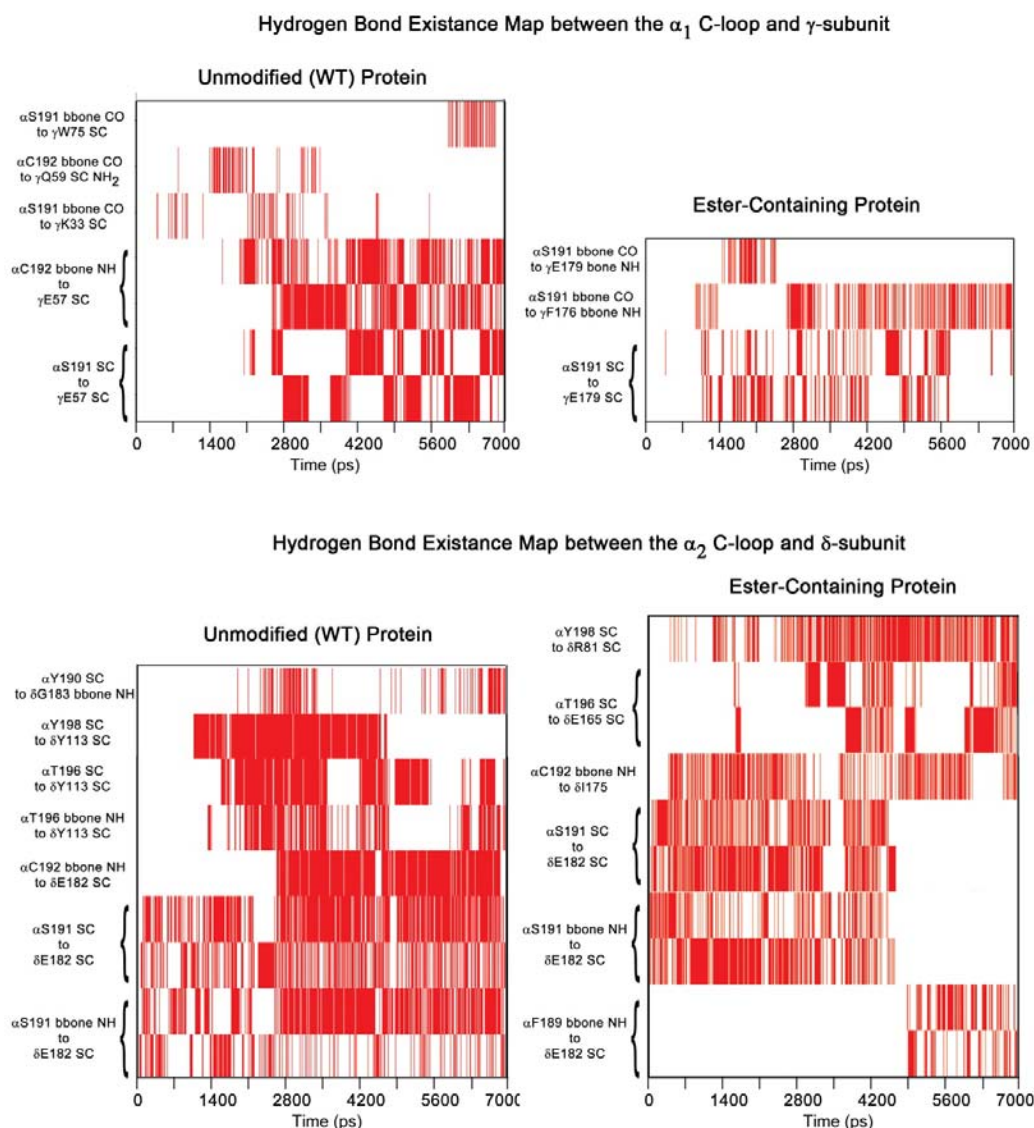 Hydrogen Bond Existance Map between the α1 C-loop and γ-subunit
Unmodified (WT) Protein
αS191 bbone CO
to γW75 SC
αC192 bbone CO
to γQ59 SC NH2
αS191 bbone CO
to γK33 SC
αC192 bbone NH
to
γE57 SC
αS191 SC
to
γE57 SC
0 1400 2800 4200 5600 7000
Time (ps)
Ester-Containing Protein
αS191 bbone CO
to γE179 bone NH
αS191 bbone CO
to γF176 bbone NH
αS191 SC
to
γE179 SC
0 1400 2800 4200 5600 7000
Time (ps)
Hydrogen Bond Existance Map between the α2 C-loop and δ-subunit
Unmodified (WT) Protein
αY190 SC
to δG183 bbone NH
αY198 SC
to δY113 SC
αT196 SC
to δY113 SC
αT196 bbone NH
to δY113 SC
αC192 bbone NH
to δE182 SC
αS191 SC
to
δE182 SC
αS191 bbone NH
to
δE182 SC
0 1400 2800 4200 5600 7000
Time (ps)
Ester-Containing Protein
αY198 SC
to δR81 SC
αT196 SC
to δE165 SC
αC192 bbone NH
to δI175
αS191 SC
to
δE182 SC
αS191 bbone NH
to
δE182 SC
αF189 bbone NH
to
δE182 SC
0 1400 2800 4200 5600 7000
Time (ps)